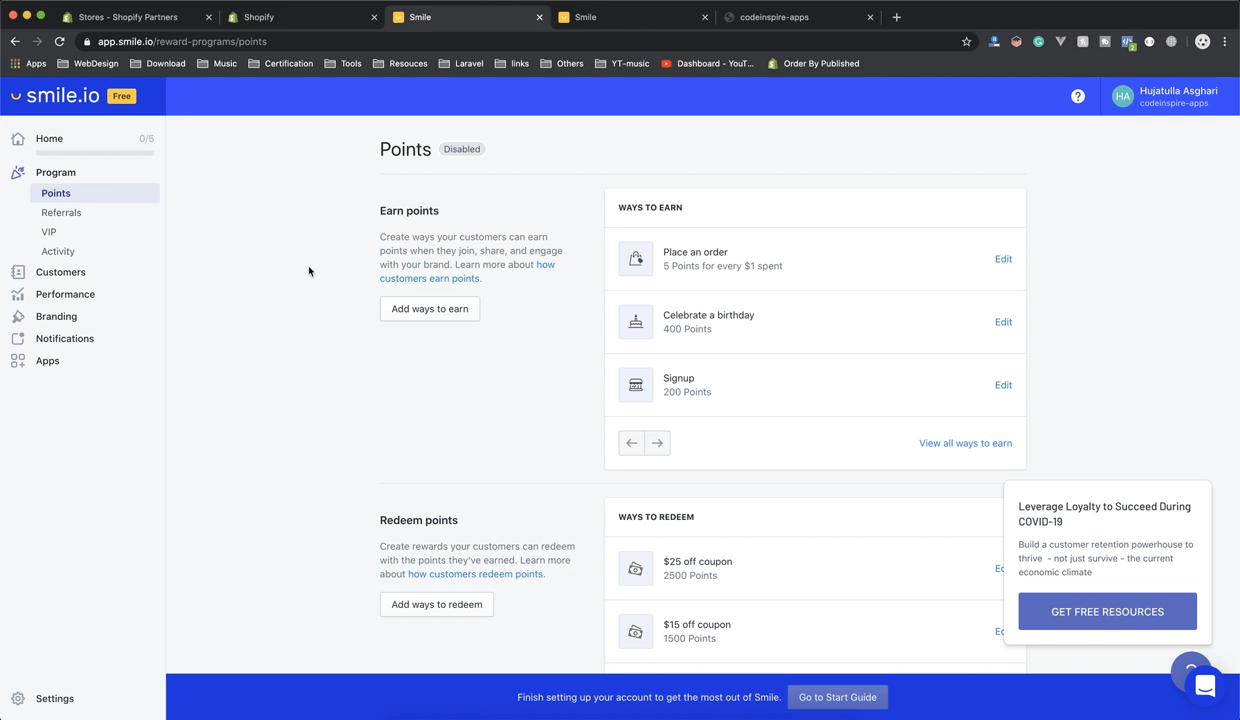 Stores - Shopify Partners
Shopify
Smile
Smile
codeinspire-apps
app.smile.io/reward-programs/points
Apps
WebDesign
Download
Music
Certification
Tools
Resouces
Laravel
links
Others
YT-music
Dashboard - YouT...
Order By Published
smile.io
Free
HA
Hujatulla Asghari
codeinspire-apps
Home
0/5
Program
Points
Referrals
VIP
Activity
Customers
Performance
Branding
Notifications
Apps
Settings
Points
Disabled
Earn points
Create ways your customers can earn
points when they join, share, and engage
with your brand. Learn more about how
customers earn points.
Add ways to earn
WAYS TO EARN
Place an order
5 Points for every $1 spent
Edit
Celebrate a birthday
400 Points
Edit
Signup
200 Points
Edit
View all ways to earn
Redeem points
Create rewards your customers can redeem
with the points they've earned. Learn more
about how customers redeem points.
Add ways to redeem
WAYS TO REDEEM
$25 off coupon
2500 Points
$15 off coupon
1500 Points
Leverage Loyalty to Succeed During
COVID-19
Build a customer retention powerhouse to
thrive - not just survive - the current
economic climate
GET FREE RESOURCES
Finish setting up your account to get the most out of Smile.
Go to Start Guide